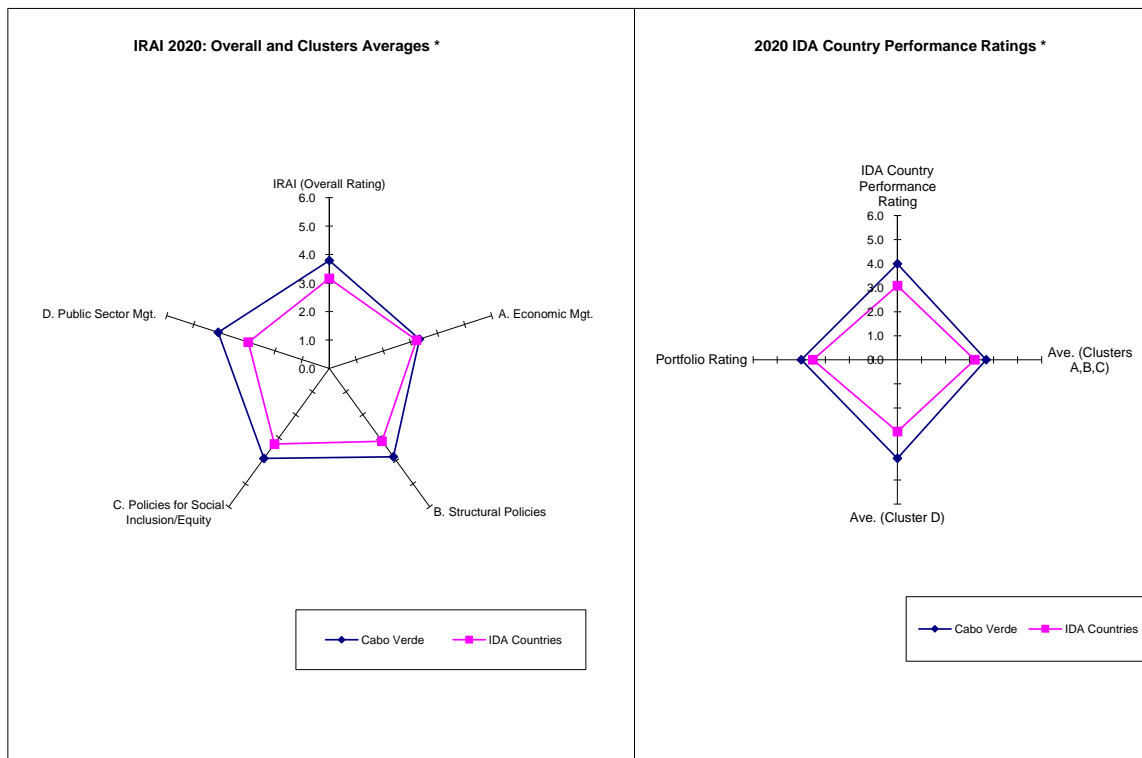 IRAI 2020: Overall and Clusters Averages *
IRAI (Overall Rating)
6.0
5.0
4.0
3.0
2.0
1.0
0.0
A. Economic Mgt.
B. Structural Policies
C. Policies for Social
Inclusion/Equity
D. Public Sector Mgt.
Cabo Verde
IDA Countries
2020 IDA Country Performance Ratings *
IDA Country
Performance
Rating
6.0
5.0
4.0
3.0
2.0
1.0
0.0
Ave. (Clusters
A,B,C)
Ave. (Cluster D)
Portfolio Rating
Cabo Verde
IDA Countries